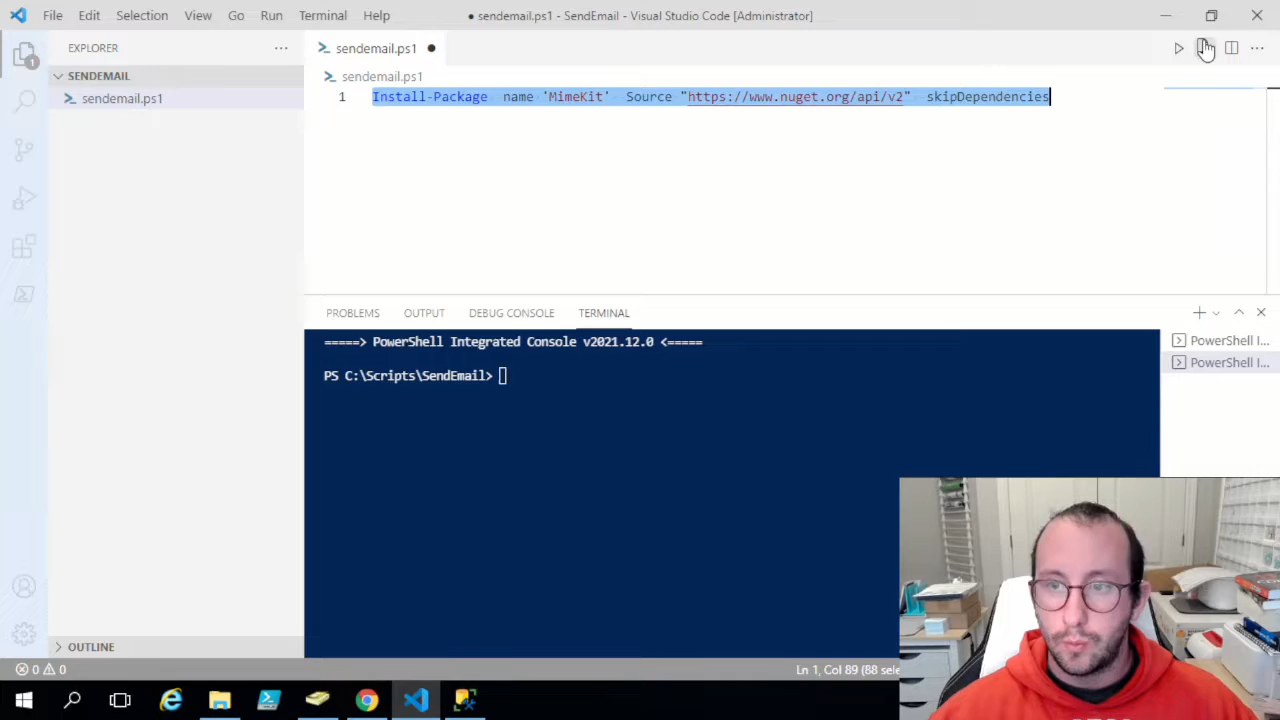 File Edit Selection View Go Run Terminal Help
● sendemail.ps1 - SendEmail - Visual Studio Code [Administrator]
EXPLORER
sendemail.ps1
SENDEMAIL
sendemail.ps1
sendemail.ps1
1
1 Install-Package name 'MimeKit' Source "https://www.nuget.org/api/v2" skipDependencies
PROBLEMS OUTPUT DEBUG CONSOLE TERMINAL
=====> PowerShell Integrated Console v2021.12.0 <=====
PowerShell I...
PS C:\Scripts\SendEmail>
PowerShell I...
OUTLINE
0 0
Ln 1, Col 89 (88 sele